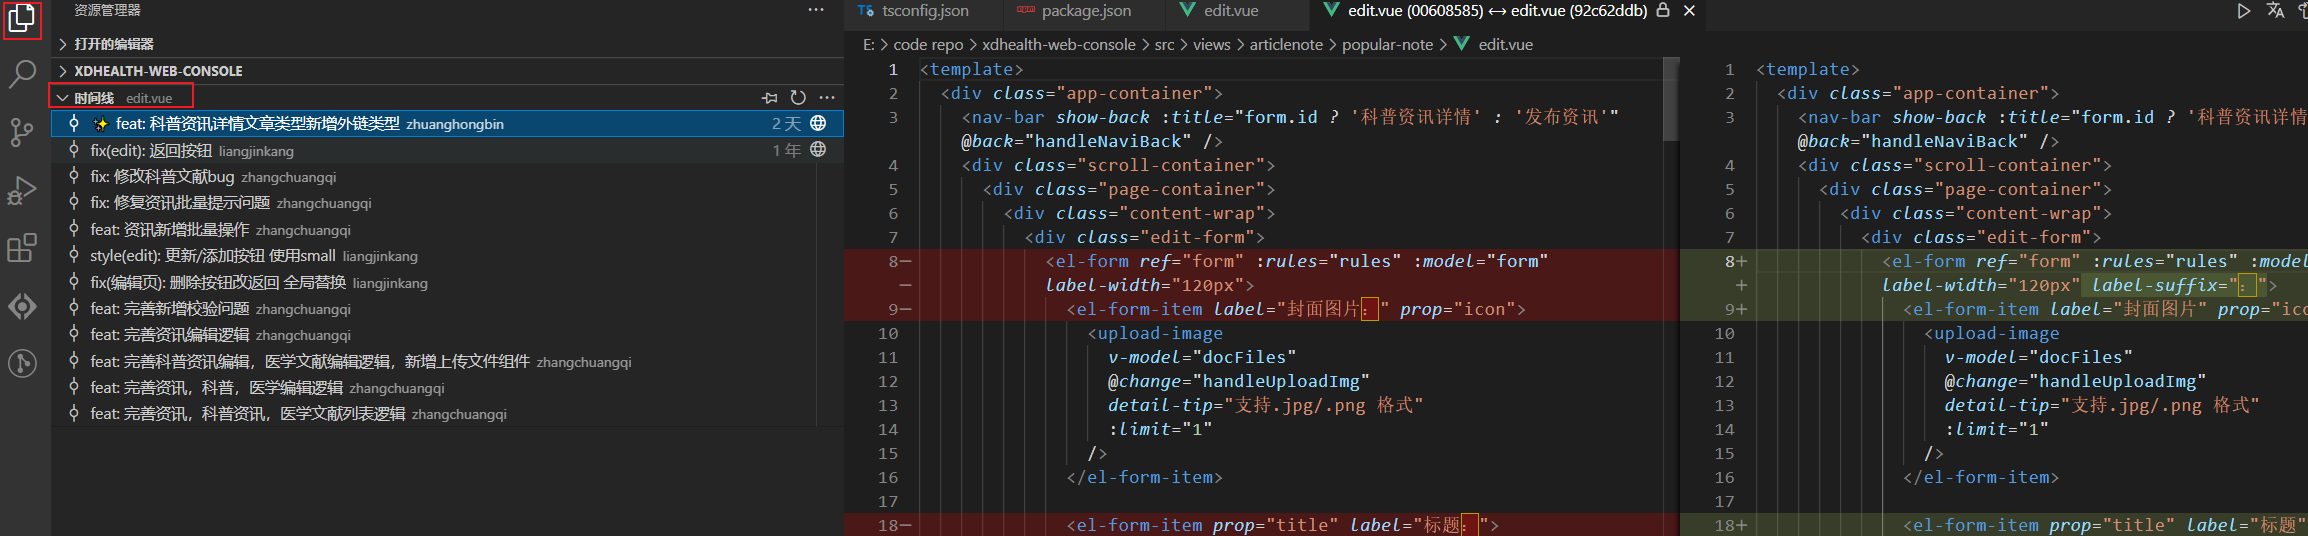 资源管理器 ···
打开的编辑器
XDHEALTH-WEB-CONSOLE
时间线 edit.vue
✨ feat: 科普资讯详情文章类型新增外链类型 zhuanghongbin 2 天
fix(edit): 返回按钮 liangjinkang 1 年
fix: 修改科普文献bug zhangchuangqi
fix: 修复资讯批量提示问题 zhangchuangqi
feat: 资讯新增批量操作 zhangchuangqi
style(edit): 更新/添加按钮 使用small liangjinkang
fix(编辑页): 删除按钮改返回 全局替换 liangjinkang
feat: 完善新增校验问题 zhangchuangqi
feat: 完善资讯编辑逻辑 zhangchuangqi
feat: 完善科普资讯编辑，医学文献编辑逻辑，新增上传文件组件 zhangchuangqi
feat: 完善资讯，科普，医学编辑逻辑 zhangchuangqi
feat: 完善资讯，科普资讯，医学文献列表逻辑 zhangchuangqi
TS tsconfig.json package.json edit.vue edit.vue (00608585) ↔ edit.vue (92c62ddb)
E: > code repo > xdhealth-web-console > src > views > articlenote > popular-note > edit.vue
1 <template>
2 <div class="app-container">
3 <nav-bar show-back :title="form.id ? '科普资讯详情' : '发布资讯'"
@back="handleNaviBack" />
4 <div class="scroll-container">
5 <div class="page-container">
6 <div class="content-wrap">
7 <div class="edit-form">
8− <el-form ref="form" :rules="rules" :model="form"
− label-width="120px">
9− <el-form-item label="封面图片：" prop="icon">
10 <upload-image
11 v-model="docFiles"
12 @change="handleUploadImg"
13 detail-tip="支持.jpg/.png 格式"
14 :limit="1"
15 />
16 </el-form-item>
17
18− <el-form-item prop="title" label="标题：">
1 <template>
2 <div class="app-container">
3 <nav-bar show-back :title="form.id ? '科普资讯详情
@back="handleNaviBack" />
4 <div class="scroll-container">
5 <div class="page-container">
6 <div class="content-wrap">
7 <div class="edit-form">
8+ <el-form ref="form" :rules="rules" :model
+ label-width="120px" label-suffix="：">
9+ <el-form-item label="封面图片" prop="ico
10 <upload-image
11 v-model="docFiles"
12 @change="handleUploadImg"
13 detail-tip="支持.jpg/.png 格式"
14 :limit="1"
15 />
16 </el-form-item>
17
18+ <el-form-item prop="title" label="标题"